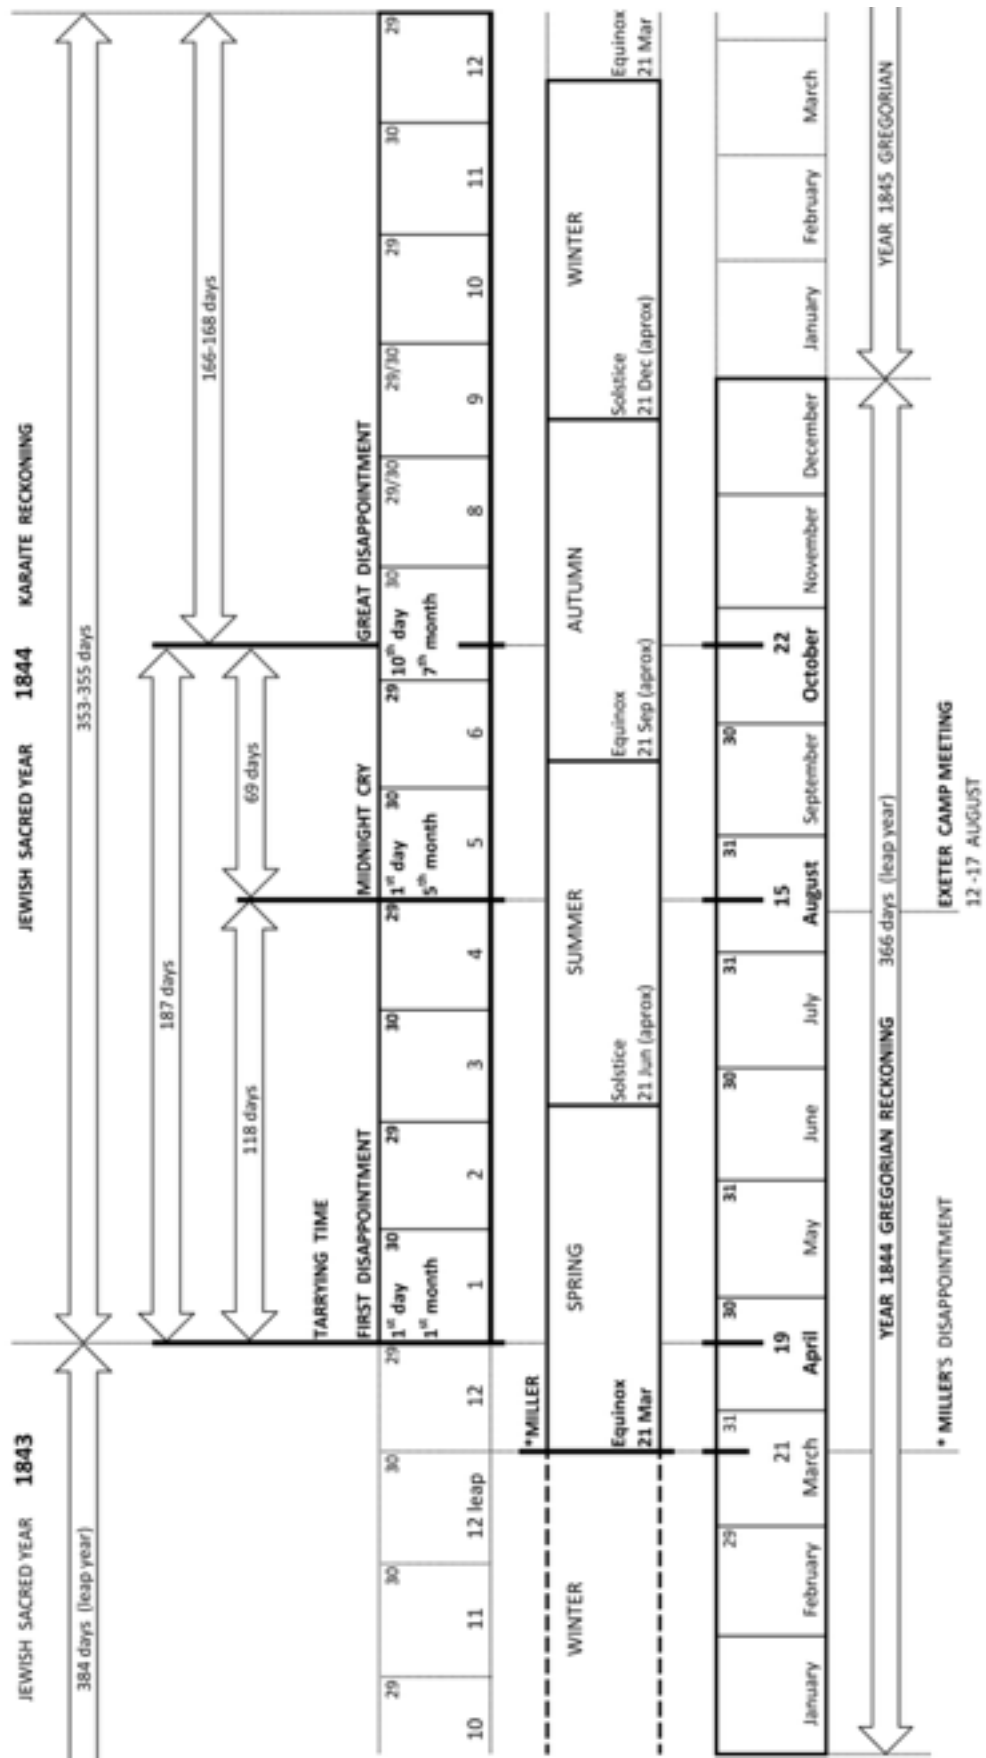 JEWISH SACRED YEAR 1843
JEWISH SACRED YEAR 1844 KARAITE RECKONING
384 days (leap year)
353-355 days
187 days
166-168 days
118 days
69 days
TARRYING TIME
FIRST DISAPPOINTMENT
MIDNIGHT CRY
GREAT DISAPPOINTMENT
29
30
30
29
30
29
30
29
30
29
30
29/30
29/30
29
30
29
1st day
1st month
1st day
5th month
10th day
7th month
10
11
12 leap
12
1
2
3
4
5
6
8
9
10
11
12
*MILLER
WINTER
SPRING
SUMMER
AUTUMN
WINTER
Equinox
21 Mar
Solstice
21 Jun (aprox)
Equinox
21 Sep (aprox)
Solstice
21 Dec (aprox)
Equinox
21 Mar
29
31
30
31
30
31
31
30
21
19
15
22
January
February
March
April
May
June
July
August
September
October
November
December
January
February
March
YEAR 1844 GREGORIAN RECKONING 366 days (leap year)
YEAR 1845 GREGORIAN
* MILLER'S DISAPPOINTMENT
EXETER CAMP MEETING
12 -17 AUGUST